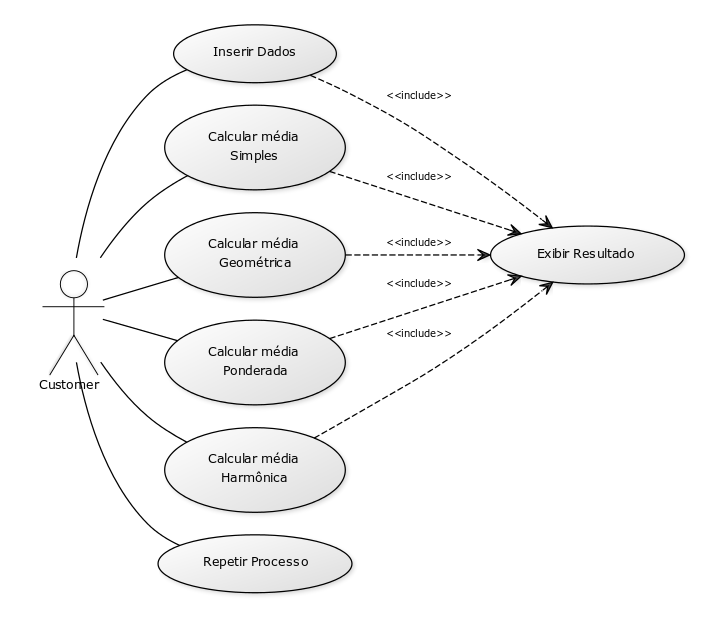 Inserir Dados
<<include>>
Calcular média
Simples
<<include>>
Calcular média
Geométrica
<<include>>
Exibir Resultado
<<include>>
Calcular média
Ponderada
<<include>>
Customer
Calcular média
Harmônica
Repetir Processo